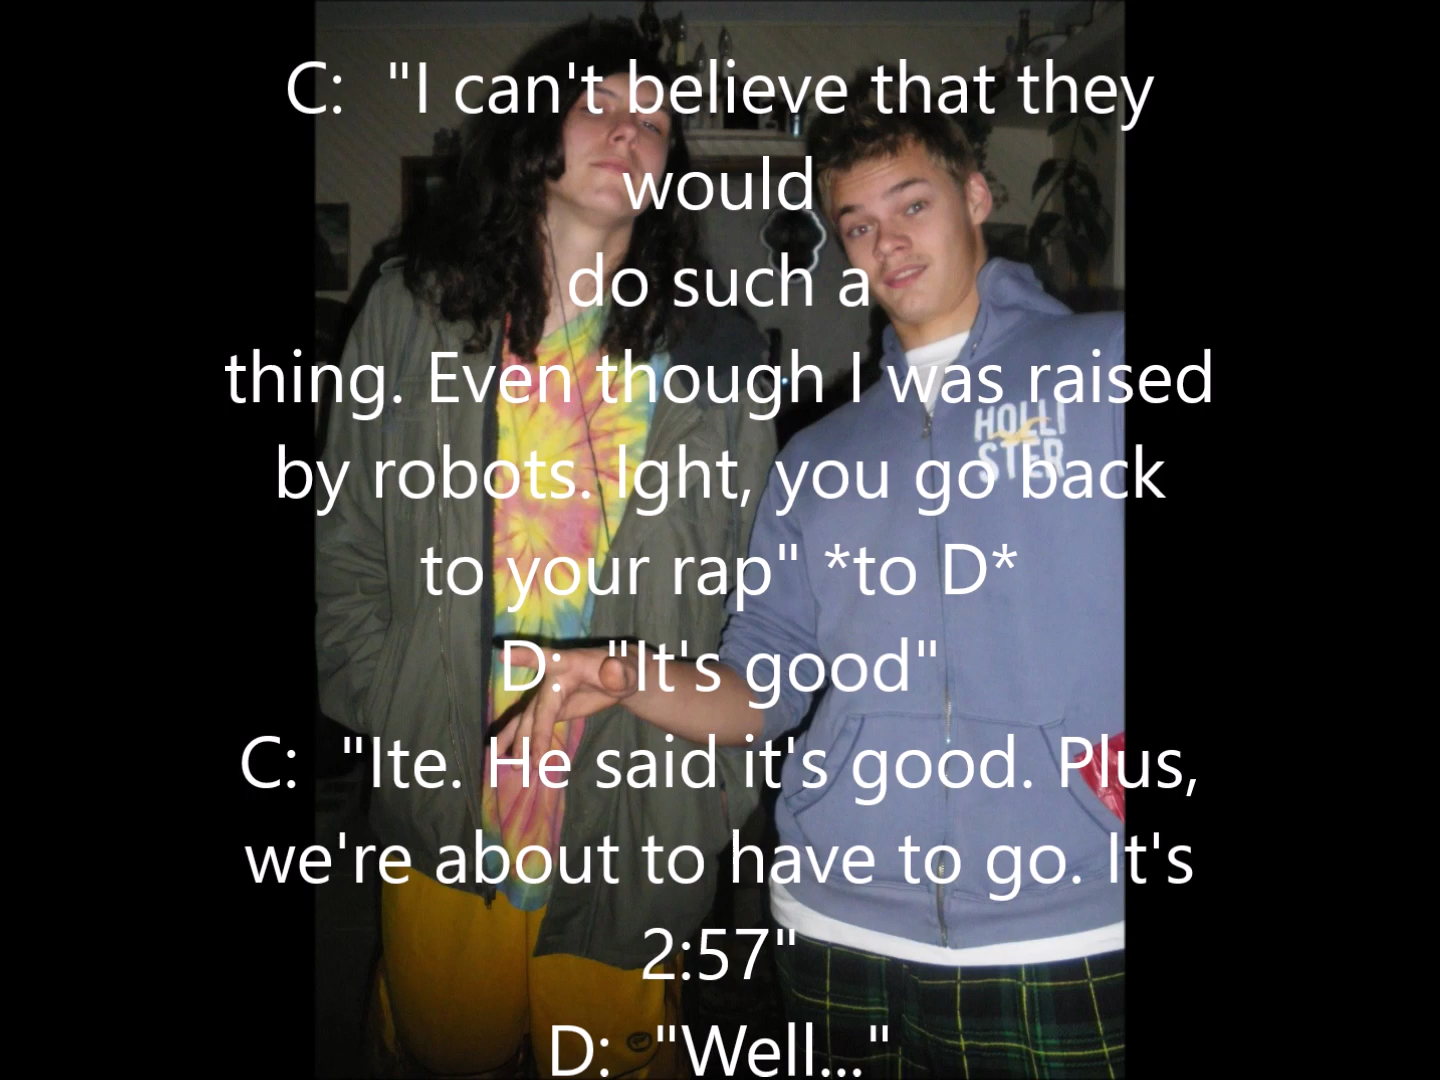 C:  "I can't believe that they
would
do such a
thing. Even though I was raised
by robots. Ight, you go back
to your rap" *to D*
D:  "It's good"
C:  "Ite. He said it's good. Plus,
we're about to have to go. It's
2:57"
D:  "Well..."
HOLLI
STER